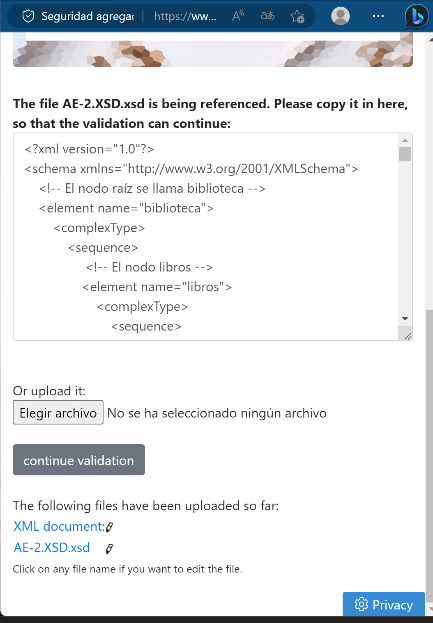 Seguridad agregac
https://ww...
The file AE-2.XSD.xsd is being referenced. Please copy it in here,
so that the validation can continue:
<?xml version="1.0"?>
<schema xmlns="http://www.w3.org/2001/XMLSchema">
<!-- El nodo raíz se llama biblioteca -->
<element name="biblioteca">
<complexType>
<sequence>
<!-- El nodo libros -->
<element name="libros">
<complexType>
<sequence>
Or upload it:
Elegir archivo No se ha seleccionado ningún archivo
continue validation
The following files have been uploaded so far:
XML document:
AE-2.XSD.xsd
Click on any file name if you want to edit the file.
Privacy